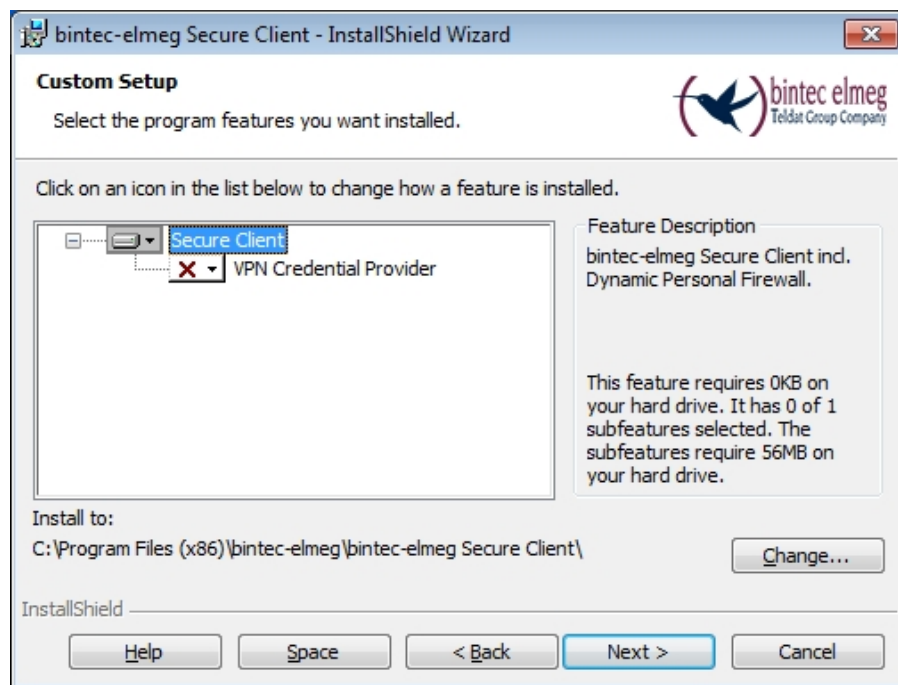 bintec-elmeg Secure Client - InstallShield Wizard
Custom Setup
Select the program features you want installed.
bintec elmeg
Teldat Group Company
Click on an icon in the list below to change how a feature is installed.
Secure Client
VPN Credential Provider
Feature Description
bintec-elmeg Secure Client incl.
Dynamic Personal Firewall.
This feature requires 0KB on
your hard drive. It has 0 of 1
subfeatures selected. The
subfeatures require 56MB on
your hard drive.
Install to:
C:\Program Files (x86)\bintec-elmeg\bintec-elmeg Secure Client\
Change...
InstallShield
Help
Space
< Back
Next >
Cancel